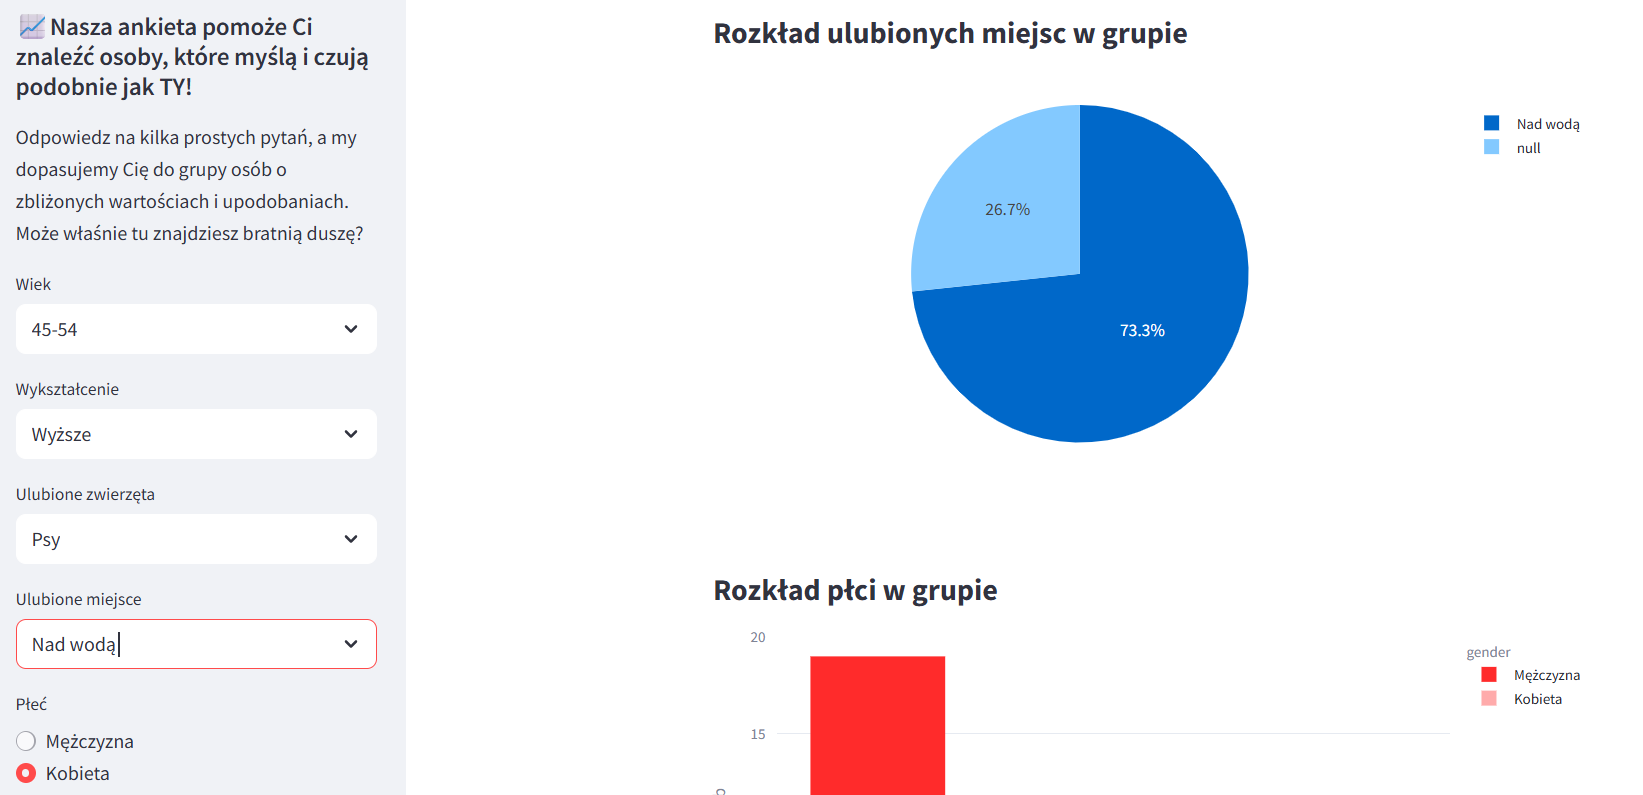 📈 Nasza ankieta pomoże Ci
znaleźć osoby, które myślą i czują
podobnie jak TY!
Odpowiedz na kilka prostych pytań, a my
dopasujemy Cię do grupy osób o
zbliżonych wartościach i upodobaniach.
Może właśnie tu znajdziesz bratnią duszę?
Wiek
45-54
Wykształcenie
Wyższe
Ulubione zwierzęta
Psy
Ulubione miejsce
Nad wodą
Płeć
Mężczyzna
Kobieta
Rozkład ulubionych miejsc w grupie
Nad wodą
null
26.7%
73.3%
Rozkład płci w grupie
20
15
gender
Mężczyzna
Kobieta